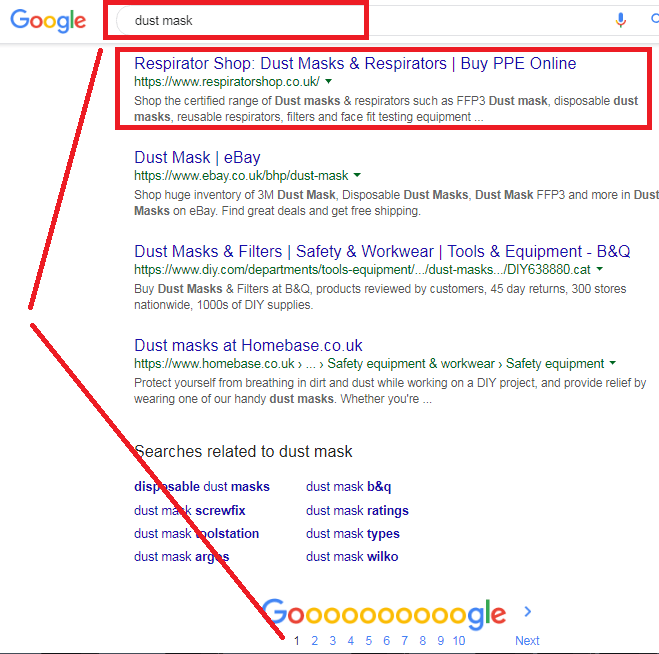 Google dust mask
Respirator Shop: Dust Masks & Respirators | Buy PPE Online
https://www.respiratorshop.co.uk/
Shop the certified range of Dust masks & respirators such as FFP3 Dust mask, disposable dust
masks, reusable respirators, filters and face fit testing equipment ...
Dust Mask | eBay
https://www.ebay.co.uk/bhp/dust-mask
Shop huge inventory of 3M Dust Mask, Disposable Dust Masks, Dust Mask FFP3 and more in Dust
Masks on eBay. Find great deals and get free shipping.
Dust Masks & Filters | Safety & Workwear | Tools & Equipment - B&Q
https://www.diy.com/departments/tools-equipment/.../dust-masks.../DIY638880.cat
Buy Dust Masks & Filters at B&Q, products reviewed by customers, 45 day returns, 300 stores
nationwide, 1000s of DIY supplies.
Dust masks at Homebase.co.uk
https://www.homebase.co.uk › ... › Safety equipment & workwear › Safety equipment
Protect yourself from breathing in dirt and dust while working on a DIY project, and provide relief by
wearing one of our handy dust masks. Whether you're ...
Searches related to dust mask
disposable dust masks dust mask b&q
dust mask screwfix dust mask ratings
dust mask toolstation dust mask types
dust mask argos dust mask wilko
Goooooooooogle >
1 2 3 4 5 6 7 8 9 10 Next